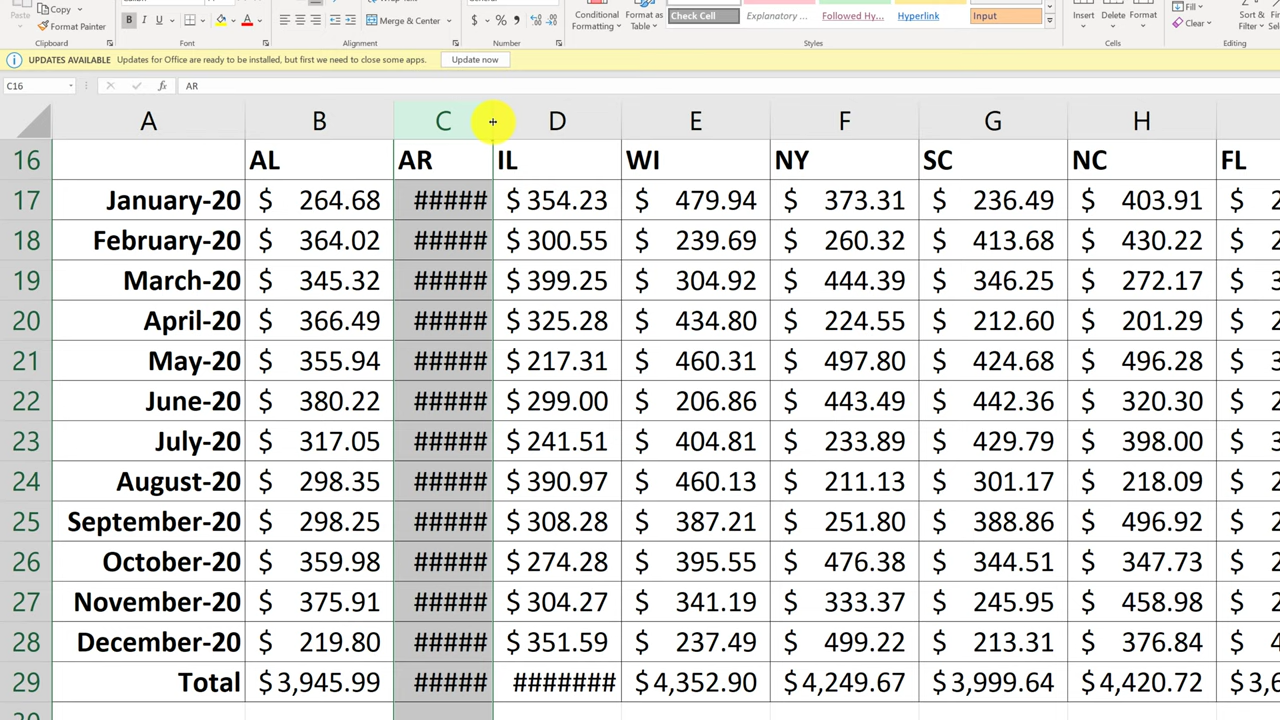 Copy
Format Painter
Clipboard
B I U A
Font
Merge & Center
Alignment
$ % 9
Number
Conditional
Formatting
Format as
Table
Check Cell Explanatory ... Followed Hy... Hyperlink Input
Styles
Insert Delete Format
Cells
Fill
Clear
Sort &
Editing
UPDATES AVAILABLE Updates for Office are ready to be installed, but first we need to close some apps. Update now
C16 fx AR
A B C D E F G H
16 AL AR IL WI NY SC NC FL
17 January-20 $ 264.68 ##### $ 354.23 $ 479.94 $ 373.31 $ 236.49 $ 403.91 $
18 February-20 $ 364.02 ##### $ 300.55 $ 239.69 $ 260.32 $ 413.68 $ 430.22 $
19 March-20 $ 345.32 ##### $ 399.25 $ 304.92 $ 444.39 $ 346.25 $ 272.17 $
20 April-20 $ 366.49 ##### $ 325.28 $ 434.80 $ 224.55 $ 212.60 $ 201.29 $
21 May-20 $ 355.94 ##### $ 217.31 $ 460.31 $ 497.80 $ 424.68 $ 496.28 $
22 June-20 $ 380.22 ##### $ 299.00 $ 206.86 $ 443.49 $ 442.36 $ 320.30 $
23 July-20 $ 317.05 ##### $ 241.51 $ 404.81 $ 233.89 $ 429.79 $ 398.00 $
24 August-20 $ 298.35 ##### $ 390.97 $ 460.13 $ 211.13 $ 301.17 $ 218.09 $
25 September-20 $ 298.25 ##### $ 308.28 $ 387.21 $ 251.80 $ 388.86 $ 496.92 $
26 October-20 $ 359.98 ##### $ 274.28 $ 395.55 $ 476.38 $ 344.51 $ 347.73 $
27 November-20 $ 375.91 ##### $ 304.27 $ 341.19 $ 333.37 $ 245.95 $ 458.98 $
28 December-20 $ 219.80 ##### $ 351.59 $ 237.49 $ 499.22 $ 213.31 $ 376.84 $
29 Total $ 3,945.99 ##### ####### $ 4,352.90 $ 4,249.67 $ 3,999.64 $ 4,420.72 $